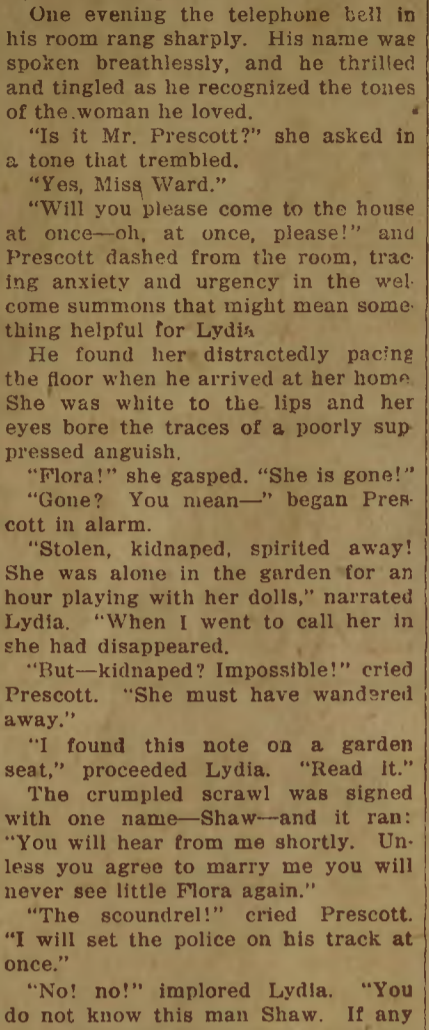 One evening the telephone bell in
his room rang sharply. His name was
spoken breathlessly, and he thrilled
and tingled as he recognized the tones
of the woman he loved.
"Is it Mr. Prescott?" she asked in
a tone that trembled.
"Yes, Miss Ward."
"Will you please come to the house
at once—oh, at once, please!" and
Prescott dashed from the room, trac-
ing anxiety and urgency in the wel-
come summons that might mean some-
thing helpful for Lydia
He found her distractedly pacing
the floor when he arrived at her home
She was white to the lips and her
eyes bore the traces of a poorly sup
pressed anguish.
"Flora!" she gasped. "She is gone!"
"Gone? You mean—" began Pres-
cott in alarm.
"Stolen, kidnaped, spirited away!
She was alone in the garden for an
hour playing with her dolls," narrated
Lydia. "When I went to call her in
she had disappeared.
"But—kidnaped? Impossible!" cried
Prescott. "She must have wandered
away."
"I found this note on a garden
seat," proceeded Lydia. "Read it."
The crumpled scrawl was signed
with one name—Shaw—and it ran:
"You will hear from me shortly. Un-
less you agree to marry me you will
never see little Flora again."
"The scoundrel!" cried Prescott.
"I will set the police on his track at
once."
"No! no!" implored Lydia. "You
do not know this man Shaw. If any